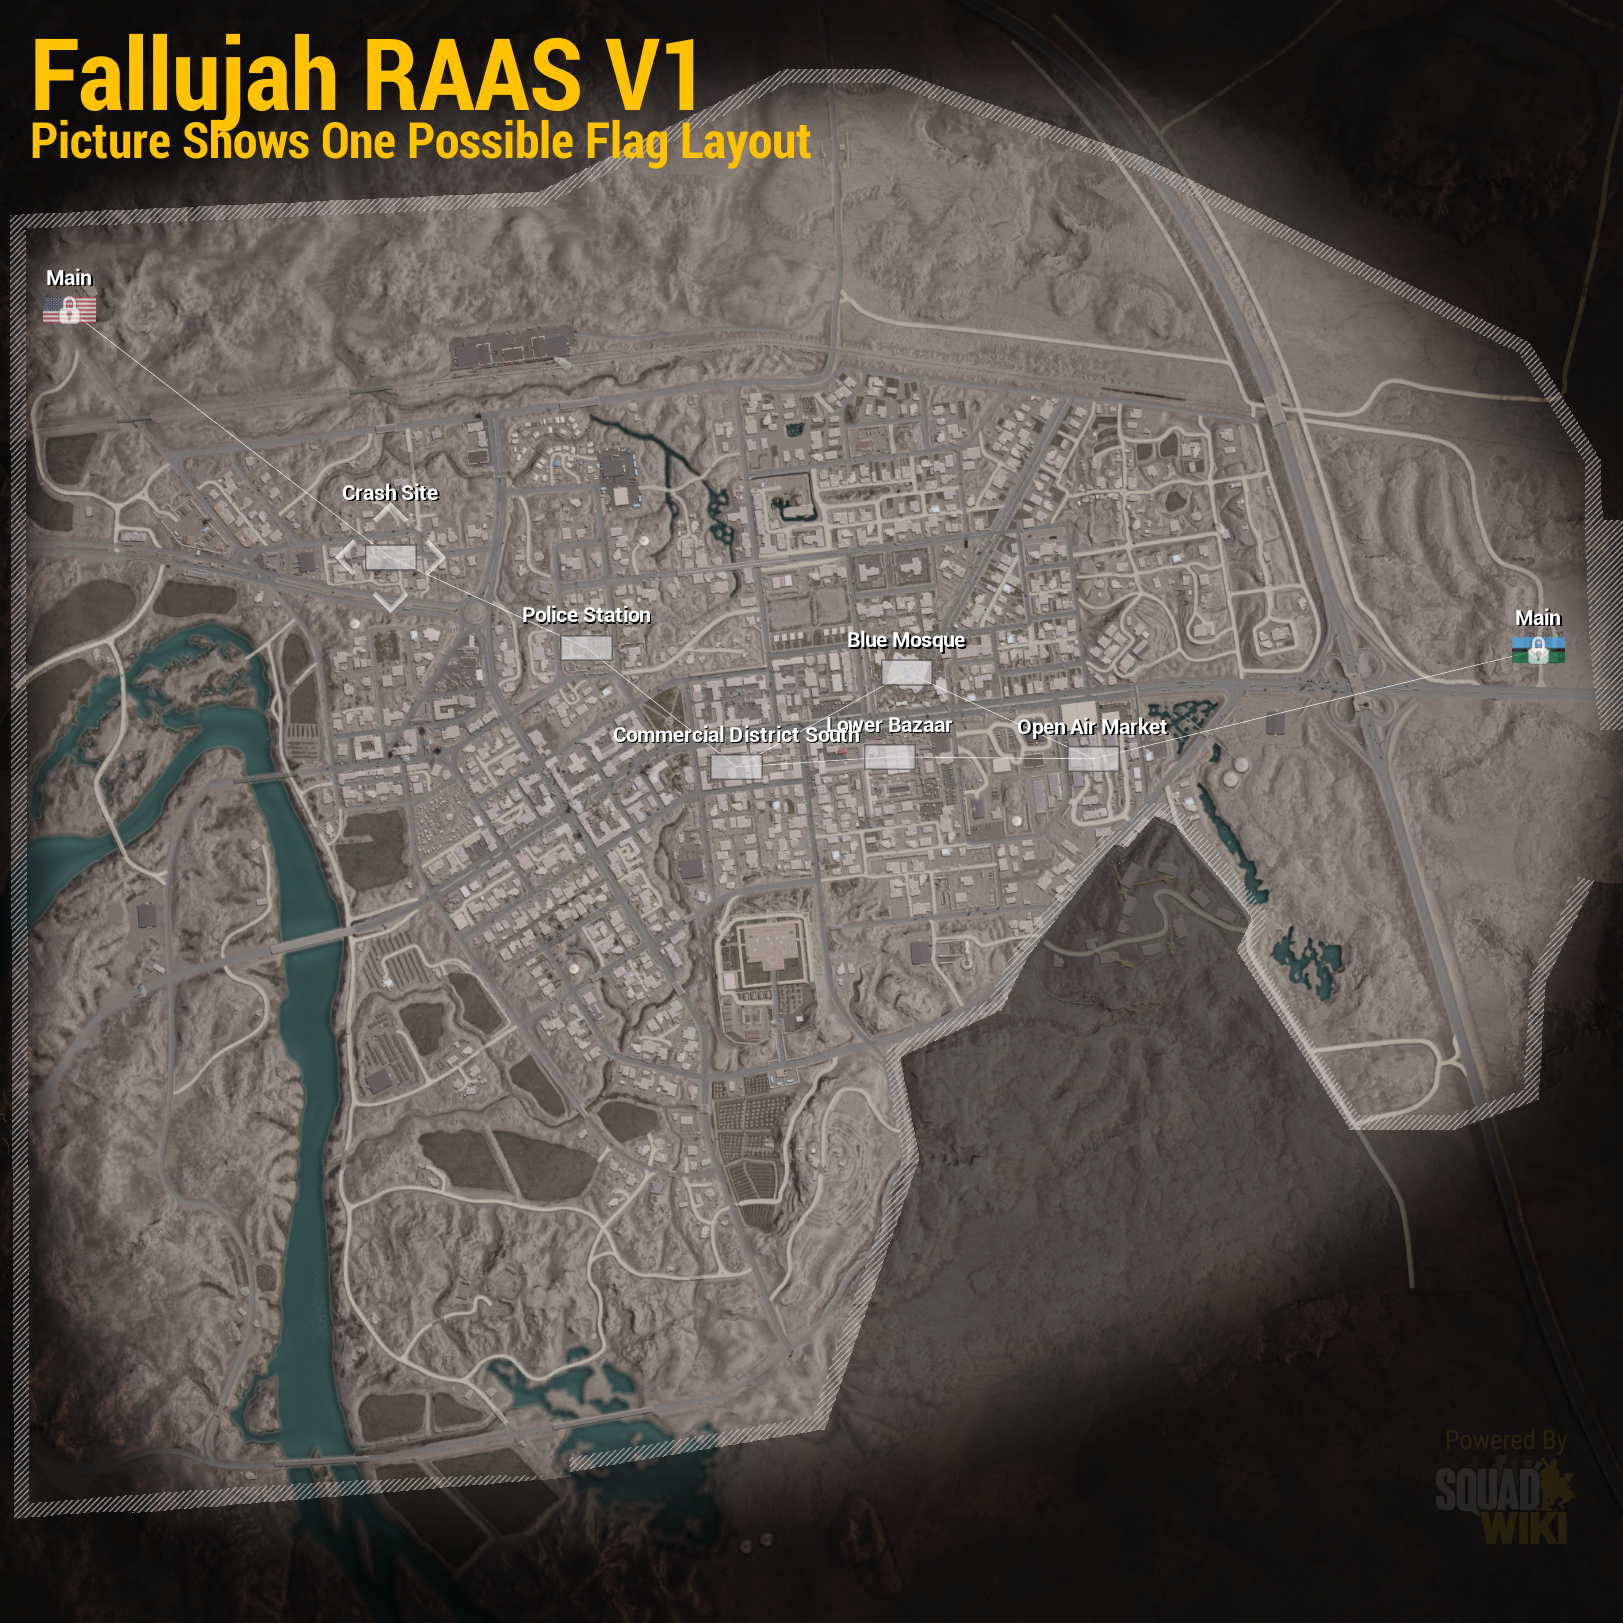 Fallujah RAAS V1
Picture Shows One Possible Flag Layout
Main
Crash Site
Police Station
Blue Mosque
Main
Commercial District South
Lower Bazaar
Open Air Market
Powered By
SQUAD
WIKI